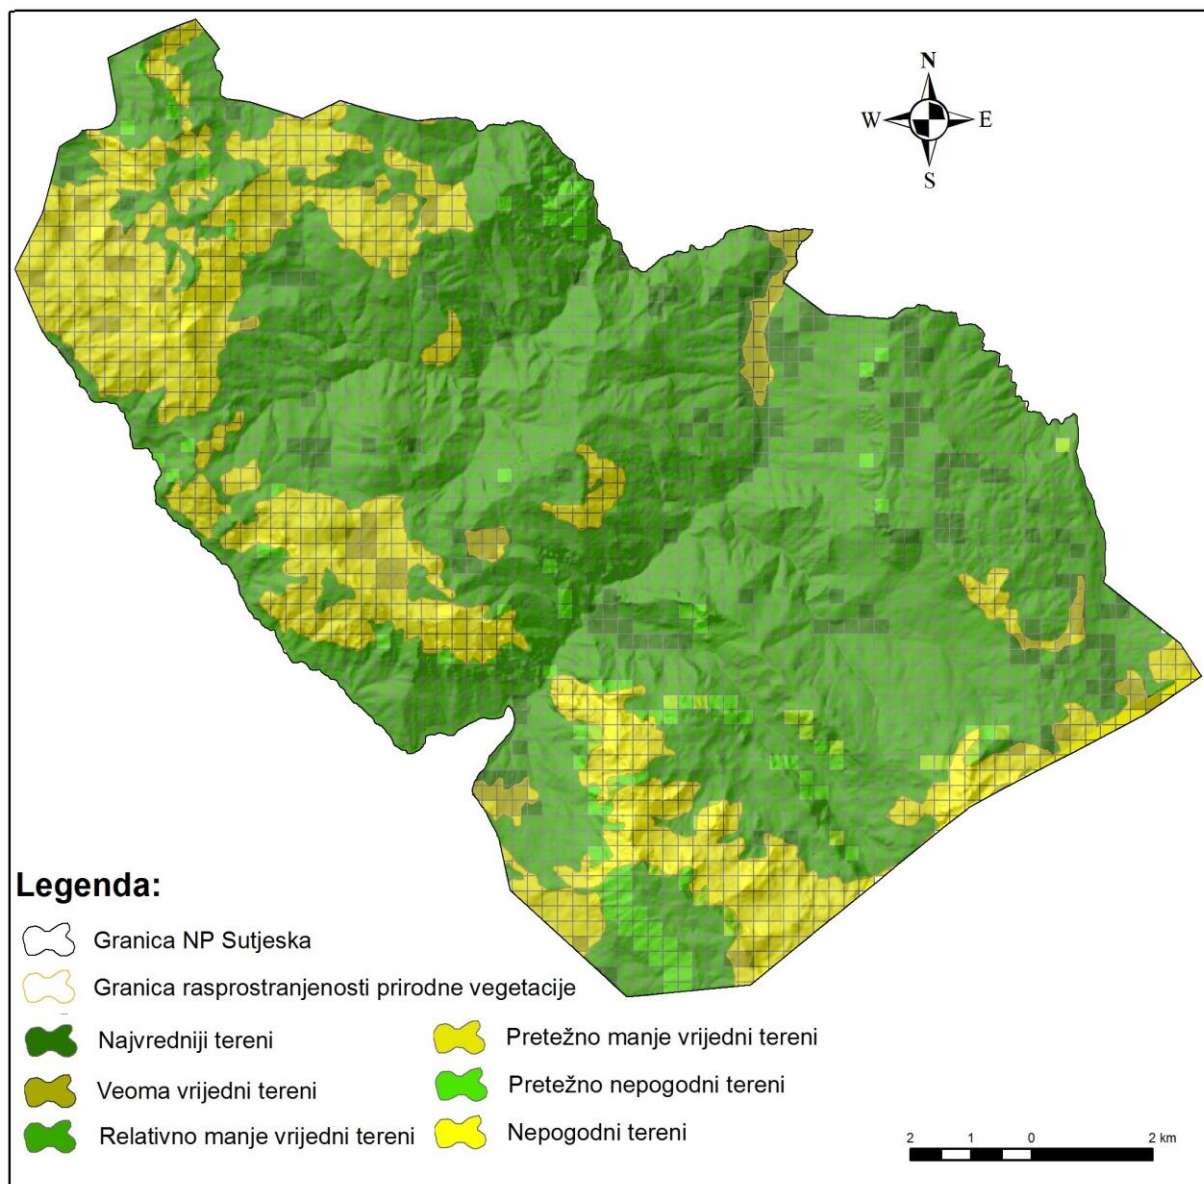 N
W E
S
Legenda:
Granica NP Sutjeska
Granica rasprostranjenosti prirodne vegetacije
Najvredniji tereni
Pretežno manje vrijedni tereni
Veoma vrijedni tereni
Pretežno nepogodni tereni
Relativno manje vrijedni tereni
Nepogodni tereni
2 1 0 2 km